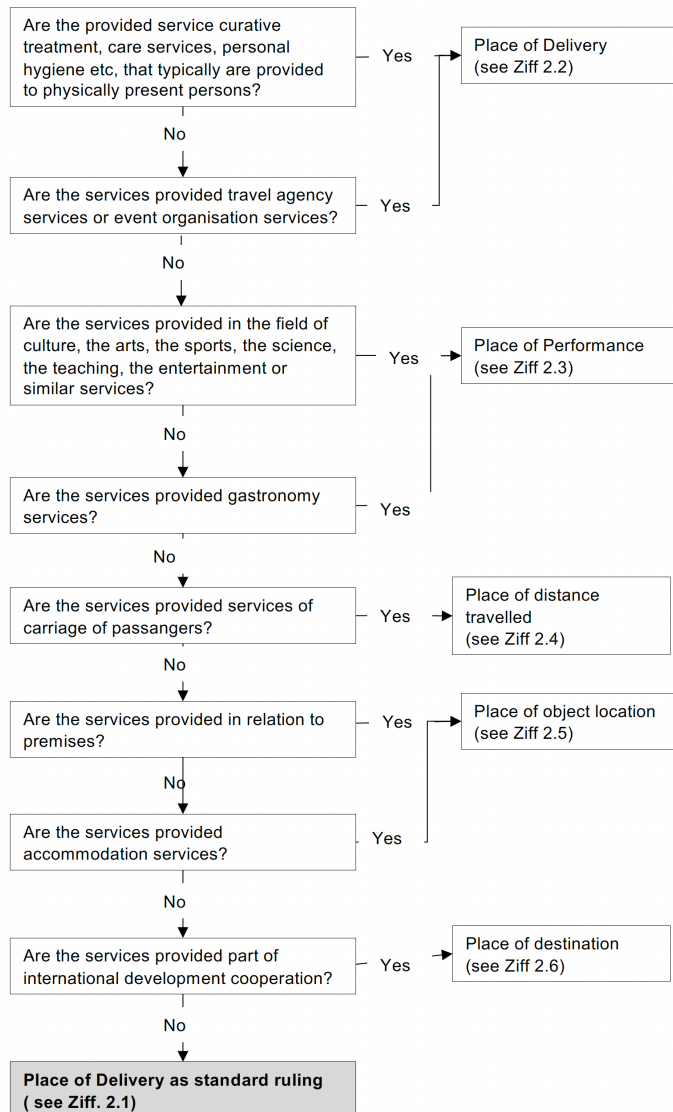 Are the provided service curative
treatment, care services, personal
hygiene etc, that typically are provided
to physically present persons?
Yes
Place of Delivery
(see Ziff 2.2)
No
Are the services provided travel agency
services or event organisation services?
Yes
No
Are the services provided in the field of
culture, the arts, the sports, the science,
the teaching, the entertainment or
similar services?
Yes
Place of Performance
(see Ziff 2.3)
No
Are the services provided gastronomy
services?
Yes
No
Are the services provided services of
carriage of passangers?
Yes
Place of distance
travelled
(see Ziff 2.4)
No
Are the services provided in relation to
premises?
Yes
Place of object location
(see Ziff 2.5)
No
Are the services provided
accommodation services?
Yes
No
Are the services provided part of
international development cooperation?
Yes
Place of destination
(see Ziff 2.6)
No
Place of Delivery as standard ruling
( see Ziff. 2.1)